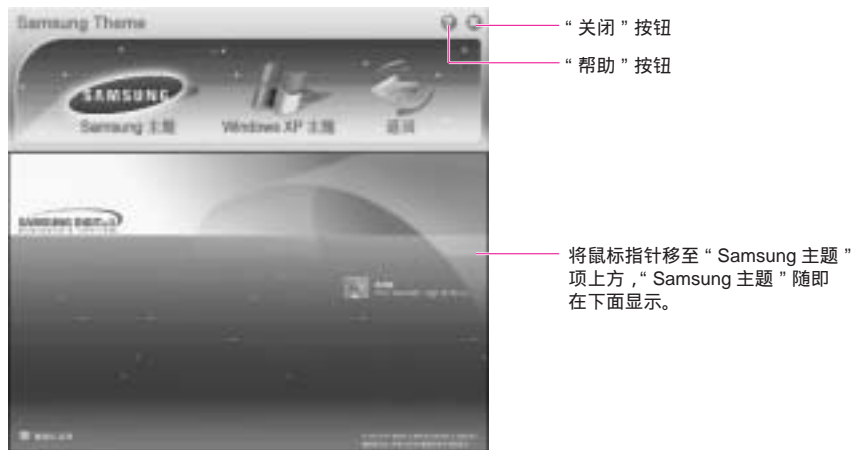 Samsung Theme
“ 关闭 ” 按钮
“ 帮助 ” 按钮
SAMSUNG
Samsung 主题
Windows XP 主题
返回
将鼠标指针移至 “ Samsung 主题 ”
项上方 ,“ Samsung 主题 ” 随即
在下面显示。